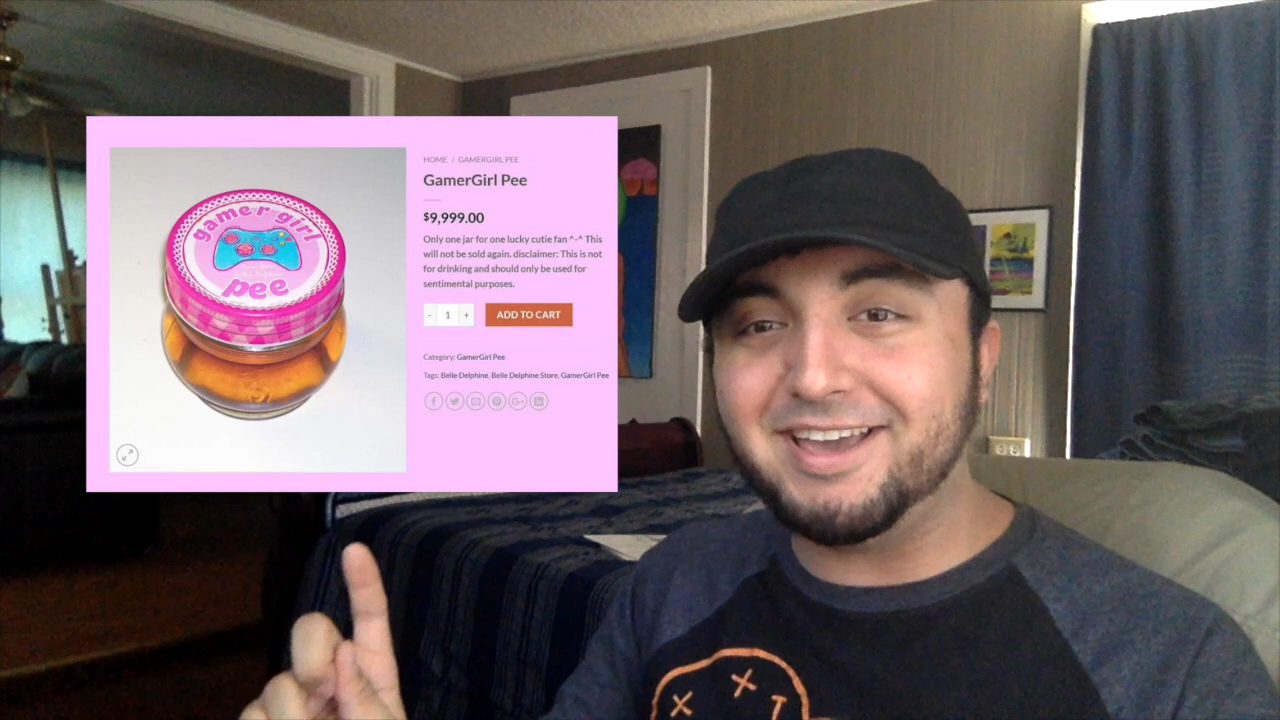 HOME / GAMERGIRL PEE
GamerGirl Pee
$9,999.00
Only one jar for one lucky cutie fan ^-^ This
will not be sold again. disclaimer: This is not
for drinking and should only be used for
sentimental purposes.
- 1 + ADD TO CART
Category: GamerGirl Pee
Tags: Belle Delphine, Belle Delphine Store, GamerGirl Pee
gamer girl
pee